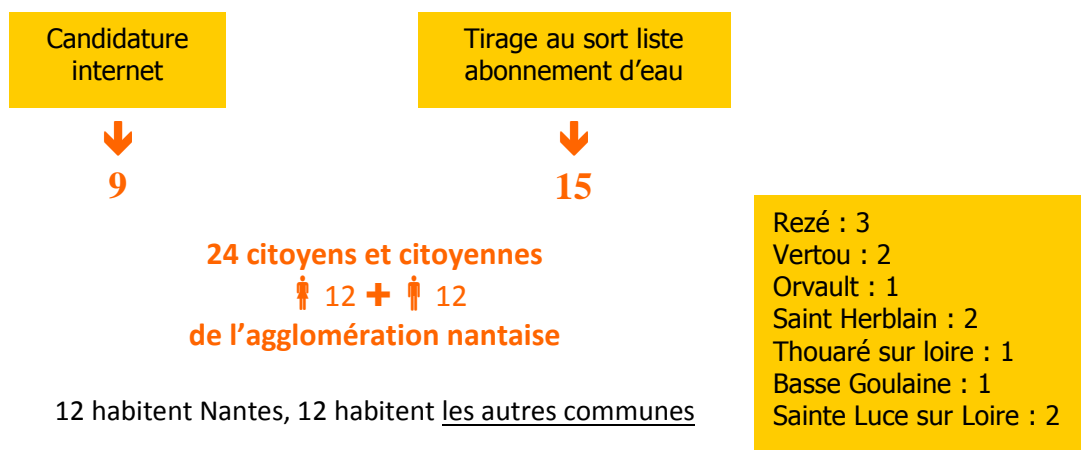 Candidature
internet
Tirage au sort liste
abonnement d’eau
9
15
24 citoyens et citoyennes
12 + 12
de l’agglomération nantaise
12 habitent Nantes, 12 habitent les autres communes
Rezé : 3
Vertou : 2
Orvault : 1
Saint Herblain : 2
Thouaré sur loire : 1
Basse Goulaine : 1
Sainte Luce sur Loire : 2